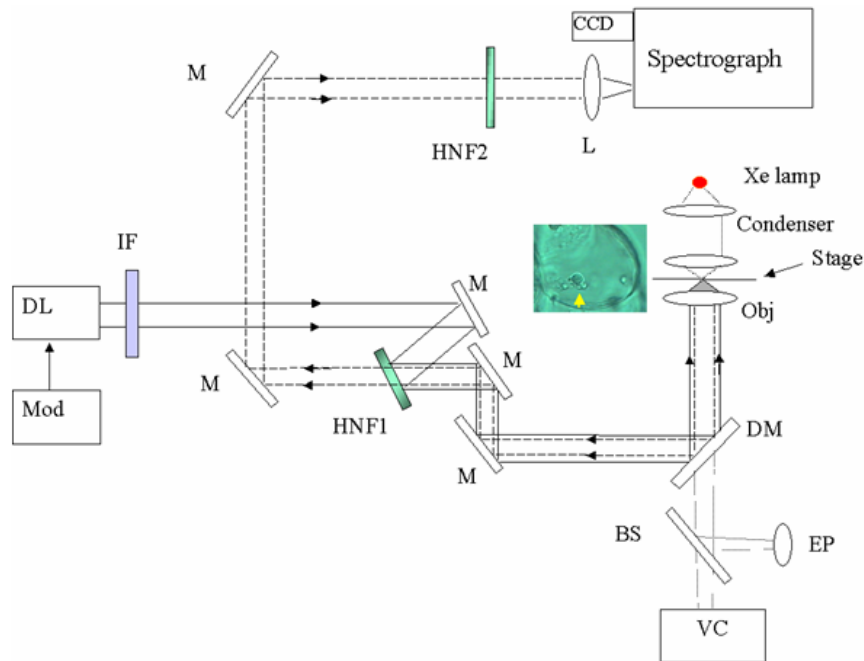 CCD
Spectrograph
M
HNF2
L
Xe lamp
Condenser
Stage
Obj
IF
DL
M
M
M
HNF1
Mod
M
DM
BS
EP
VC